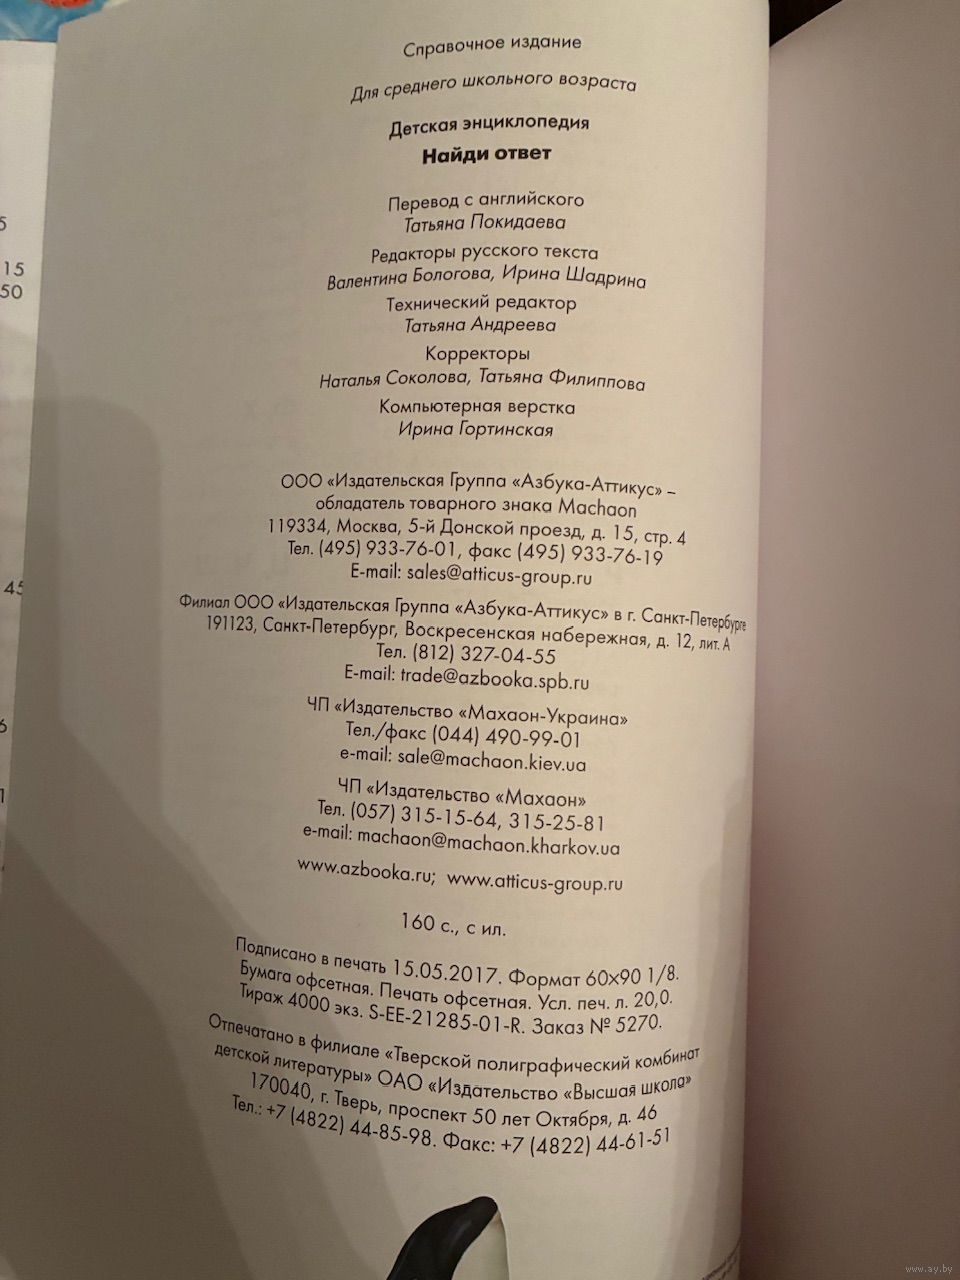 Справочное издание
Для среднего школьного возраста
Детская энциклопедия
Найди ответ
Перевод с английского
Татьяна Покидаева
Редакторы русского текста
Валентина Бологова, Ирина Шадрина
Технический редактор
Татьяна Андреева
Корректоры
Наталья Соколова, Татьяна Филиппова
Компьютерная верстка
Ирина Гортинская
ООО «Издательская Группа «Азбука-Аттикус» –
обладатель товарного знака Machaon
119334, Москва, 5-й Донской проезд, д. 15, стр. 4
Тел. (495) 933-76-01, факс (495) 933-76-19
E-mail: sales@atticus-group.ru
Филиал ООО «Издательская Группа «Азбука-Аттикус» в г. Санкт-Петербурге
191123, Санкт-Петербург, Воскресенская набережная, д. 12, лит. А
Тел. (812) 327-04-55
E-mail: trade@azbooka.spb.ru
ЧП «Издательство «Махаон-Украина»
Тел./факс (044) 490-99-01
e-mail: sale@machaon.kiev.ua
ЧП «Издательство «Махаон»
Тел. (057) 315-15-64, 315-25-81
e-mail: machaon@machaon.kharkov.ua
www.azbooka.ru; www.atticus-group.ru
160 с., с ил.
Подписано в печать 15.05.2017. Формат 60×90 1/8.
Бумага офсетная. Печать офсетная. Усл. печ. л. 20,0.
Тираж 4000 экз. S-EE-21285-01-R. Заказ № 5270.
Отпечатано в филиале «Тверской полиграфический комбинат
детской литературы» ОАО «Издательство «Высшая школа»
170040, г. Тверь, проспект 50 лет Октября, д. 46
Тел.: +7 (4822) 44-85-98. Факс: +7 (4822) 44-61-51
5
15
50
45
6
1
www.ay.by